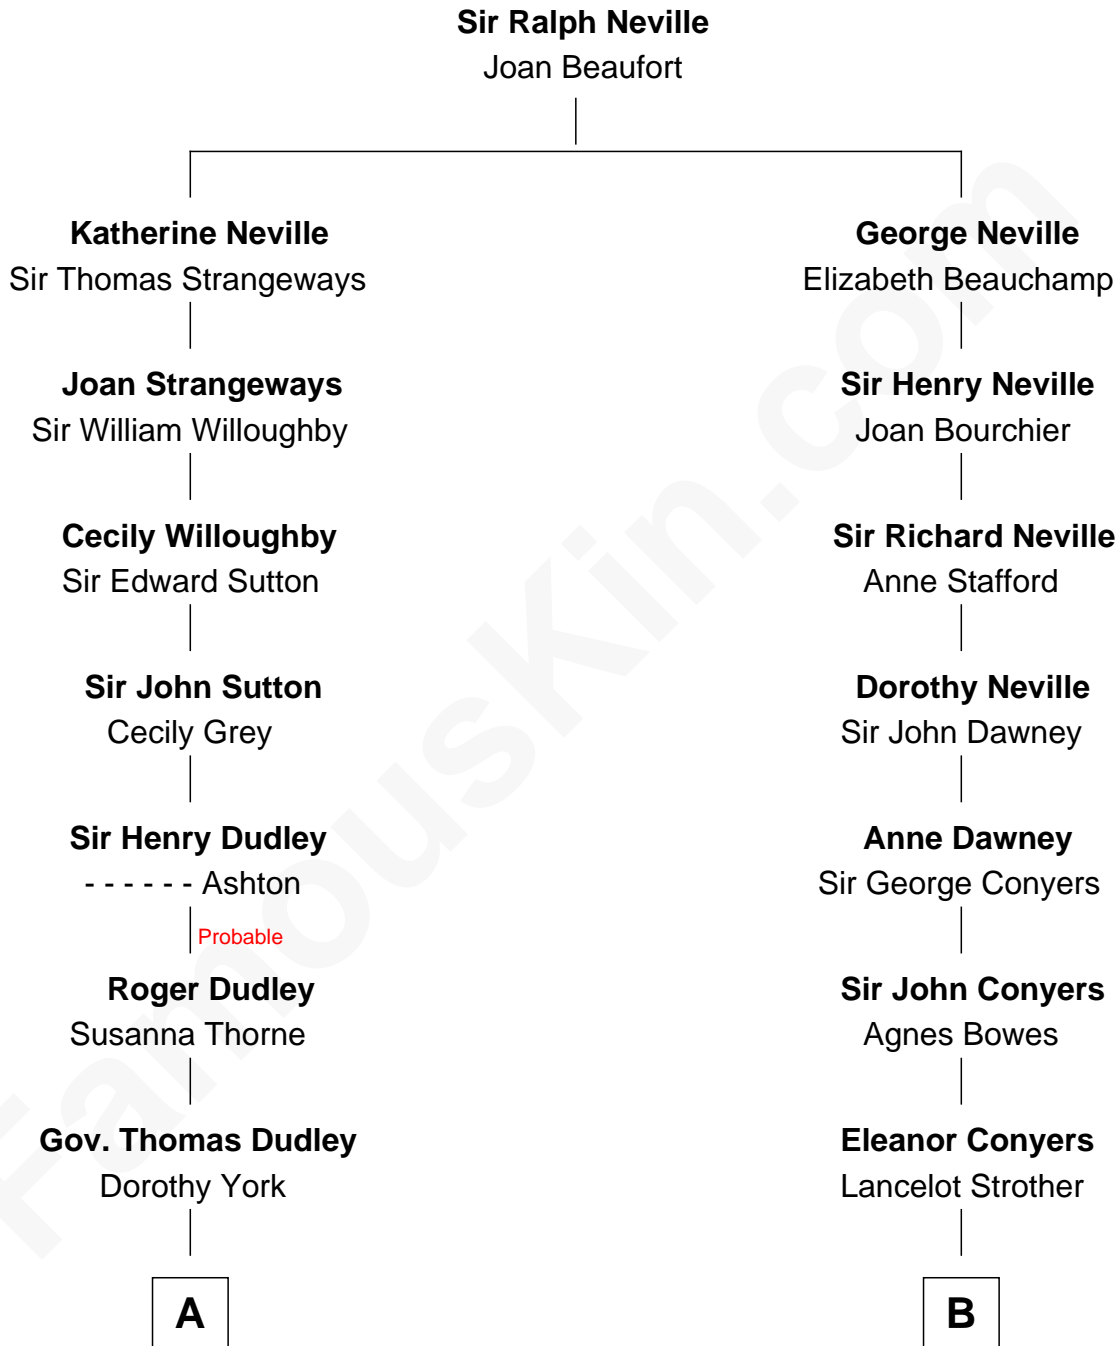 Sir Ralph Neville
Joan Beaufort
Katherine Neville
Sir Thomas Strangeways
George Neville
Elizabeth Beauchamp
Joan Strangeways
Sir William Willoughby
Sir Henry Neville
Joan Bourchier
Cecily Willoughby
Sir Edward Sutton
Sir Richard Neville
Anne Stafford
Sir John Sutton
Cecily Grey
Dorothy Neville
Sir John Dawney
Sir Henry Dudley
- - - - - - Ashton
Anne Dawney
Sir George Conyers
Probable
Roger Dudley
Susanna Thorne
Sir John Conyers
Agnes Bowes
Gov. Thomas Dudley
Dorothy York
Eleanor Conyers
Lancelot Strother
A
B
FamousKin.com